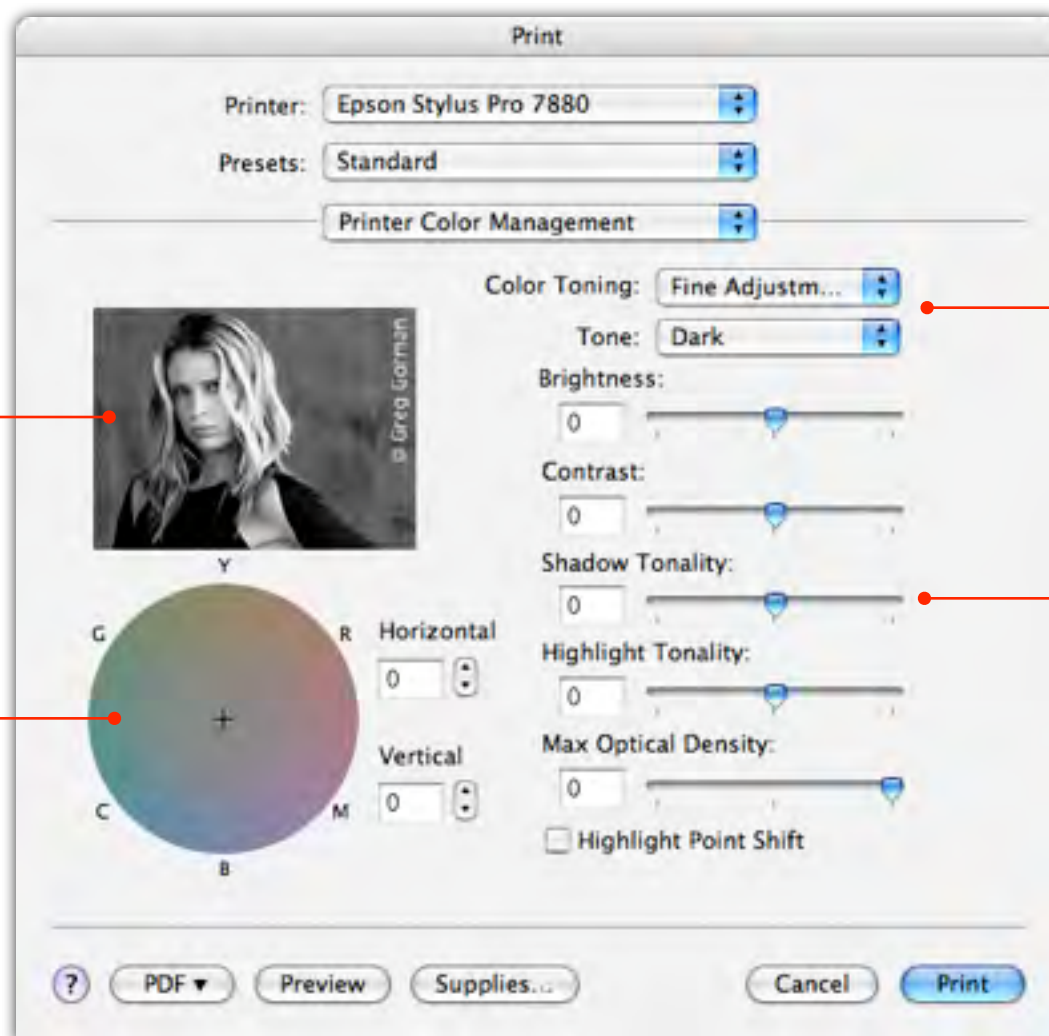 Print
Printer: Epson Stylus Pro 7880
Presets: Standard
Printer Color Management
Color Toning: Fine Adjustm...
Tone: Dark
© Greg Gorman
Brightness:
0
Contrast:
0
Shadow Tonality:
0
Highlight Tonality:
0
Max Optical Density:
0
Highlight Point Shift
Y
G
R
C
M
B
Horizontal
0
Vertical
0
?
PDF ▼
Preview
Supplies...
Cancel
Print